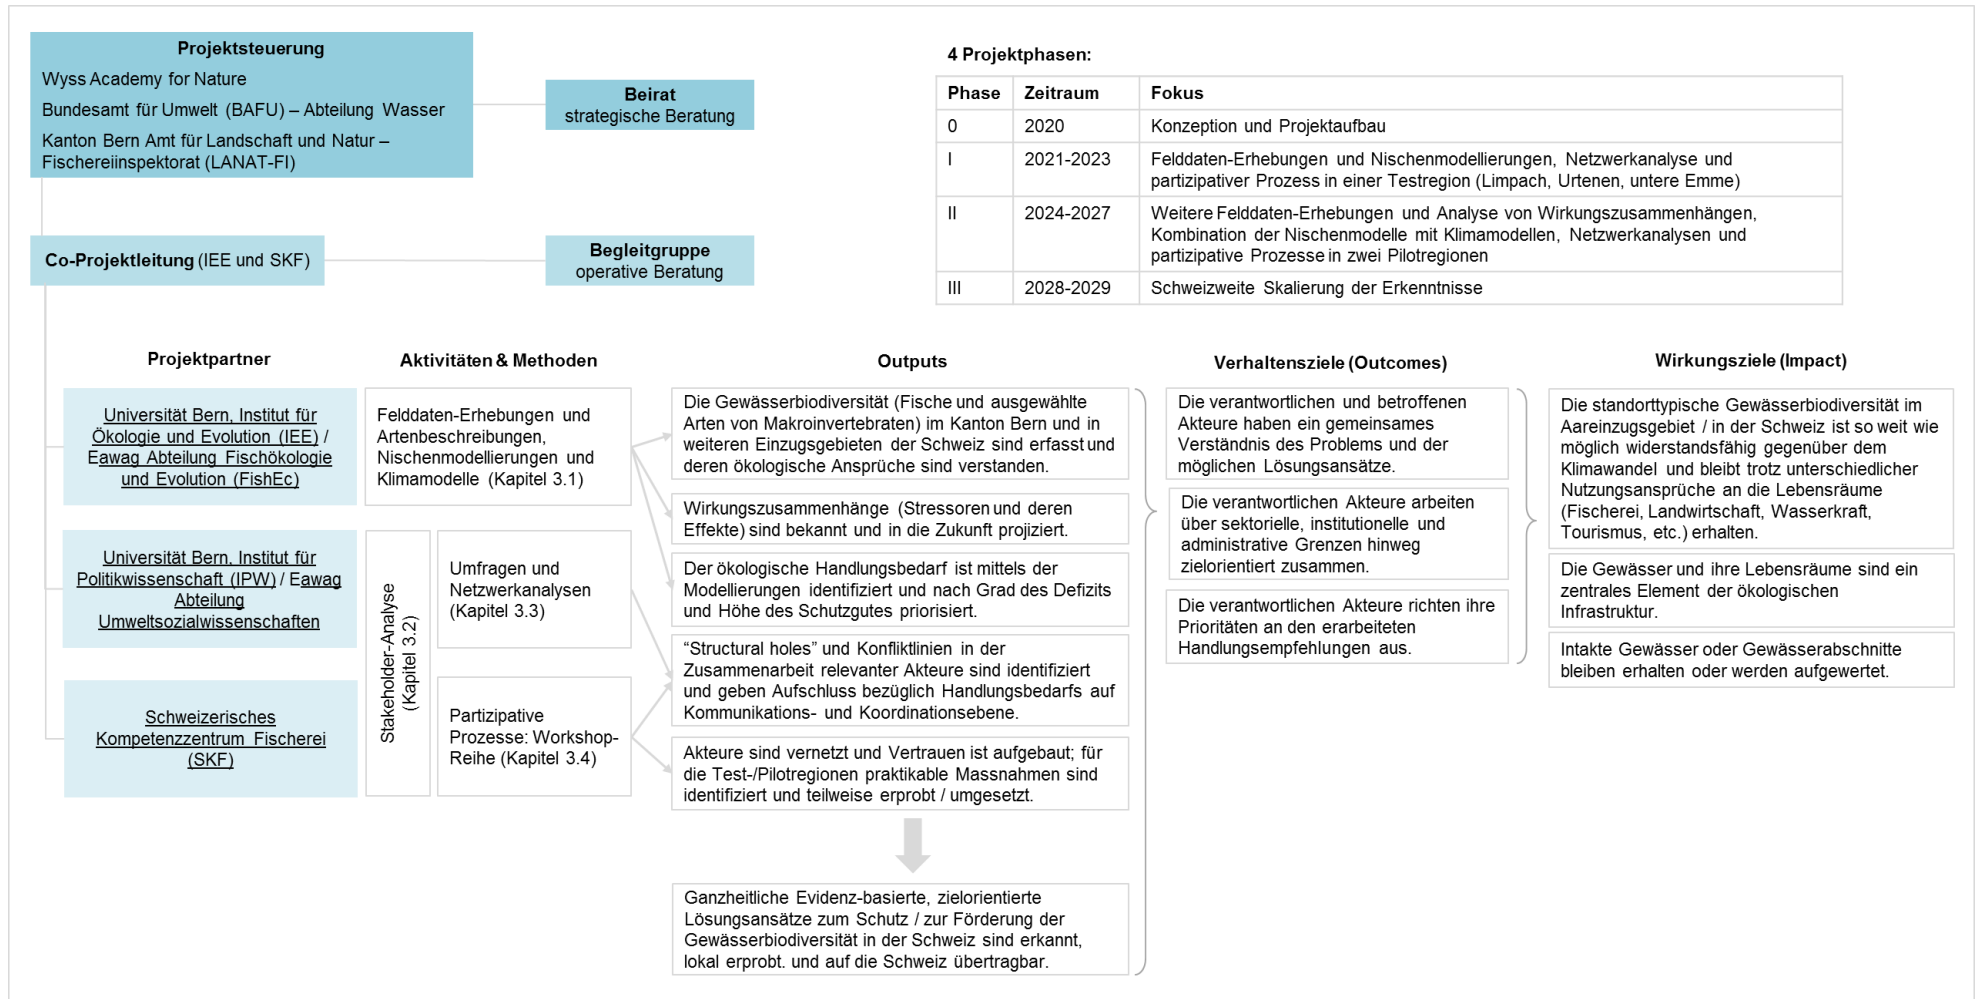 Projektsteuerung
Wyss Academy for Nature
Bundesamt für Umwelt (BAFU) – Abteilung Wasser
Kanton Bern Amt für Landschaft und Natur –
Fischereiinspektorat (LANAT-FI)
Beirat
strategische Beratung
Co-Projektleitung (IEE und SKF)
Begleitgruppe
operative Beratung
4 Projektphasen:
Phase Zeitraum Fokus
0 2020 Konzeption und Projektaufbau
I 2021-2023 Felddaten-Erhebungen und Nischenmodellierungen, Netzwerkanalyse und
partizipativer Prozess in einer Testregion (Limpach, Urtenen, untere Emme)
II 2024-2027 Weitere Felddaten-Erhebungen und Analyse von Wirkungszusammenhängen,
Kombination der Nischenmodelle mit Klimamodellen, Netzwerkanalysen und
partizipative Prozesse in zwei Pilotregionen
III 2028-2029 Schweizweite Skalierung der Erkenntnisse
Projektpartner
Universität Bern, Institut für
Ökologie und Evolution (IEE) /
Eawag Abteilung Fischökologie
und Evolution (FishEc)
Universität Bern, Institut für
Politikwissenschaft (IPW) / Eawag
Abteilung
Umweltsozialwissenschaften
Schweizerisches
Kompetenzzentrum Fischerei
(SKF)
Aktivitäten & Methoden
Felddaten-Erhebungen und
Artenbeschreibungen,
Nischenmodellierungen und
Klimamodelle (Kapitel 3.1)
Stakeholder-Analyse
(Kapitel 3.2)
Umfragen und
Netzwerkanalysen
(Kapitel 3.3)
Partizipative
Prozesse: Workshop-
Reihe (Kapitel 3.4)
Outputs
Die Gewässerbiodiversität (Fische und ausgewählte
Arten von Makroinvertebraten) im Kanton Bern und in
weiteren Einzugsgebieten der Schweiz sind erfasst und
deren ökologische Ansprüche sind verstanden.
Wirkungszusammenhänge (Stressoren und deren
Effekte) sind bekannt und in die Zukunft projiziert.
Der ökologische Handlungsbedarf ist mittels der
Modellierungen identifiziert und nach Grad des Defizits
und Höhe des Schutzgutes priorisiert.
“Structural holes” und Konfliktlinien in der
Zusammenarbeit relevanter Akteure sind identifiziert
und geben Aufschluss bezüglich Handlungsbedarfs auf
Kommunikations- und Koordinationsebene.
Akteure sind vernetzt und Vertrauen ist aufgebaut; für
die Test-/Pilotregionen praktikable Massnahmen sind
identifiziert und teilweise erprobt / umgesetzt.
Ganzheitliche Evidenz-basierte, zielorientierte
Lösungsansätze zum Schutz / zur Förderung der
Gewässerbiodiversität in der Schweiz sind erkannt,
lokal erprobt. und auf die Schweiz übertragbar.
Verhaltensziele (Outcomes)
Die verantwortlichen und betroffenen
Akteure haben ein gemeinsames
Verständnis des Problems und der
möglichen Lösungsansätze.
Die verantwortlichen Akteure arbeiten
über sektorielle, institutionelle und
administrative Grenzen hinweg
zielorientiert zusammen.
Die verantwortlichen Akteure richten ihre
Prioritäten an den erarbeiteten
Handlungsempfehlungen aus.
Wirkungsziele (Impact)
Die standorttypische Gewässerbiodiversität im
Aareinzugsgebiet / in der Schweiz ist so weit wie
möglich widerstandsfähig gegenüber dem
Klimawandel und bleibt trotz unterschiedlicher
Nutzungsansprüche an die Lebensräume
(Fischerei, Landwirtschaft, Wasserkraft,
Tourismus, etc.) erhalten.
Die Gewässer und ihre Lebensräume sind ein
zentrales Element der ökologischen
Infrastruktur.
Intakte Gewässer oder Gewässerabschnitte
bleiben erhalten oder werden aufgewertet.